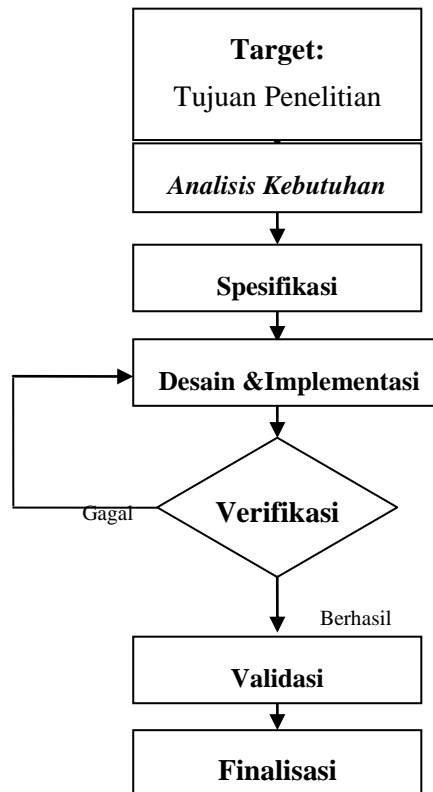 Target:
Tujuan Penelitian
Analisis Kebutuhan
Spesifikasi
Desain &Implementasi
Verifikasi
Gagal
Berhasil
Validasi
Finalisasi